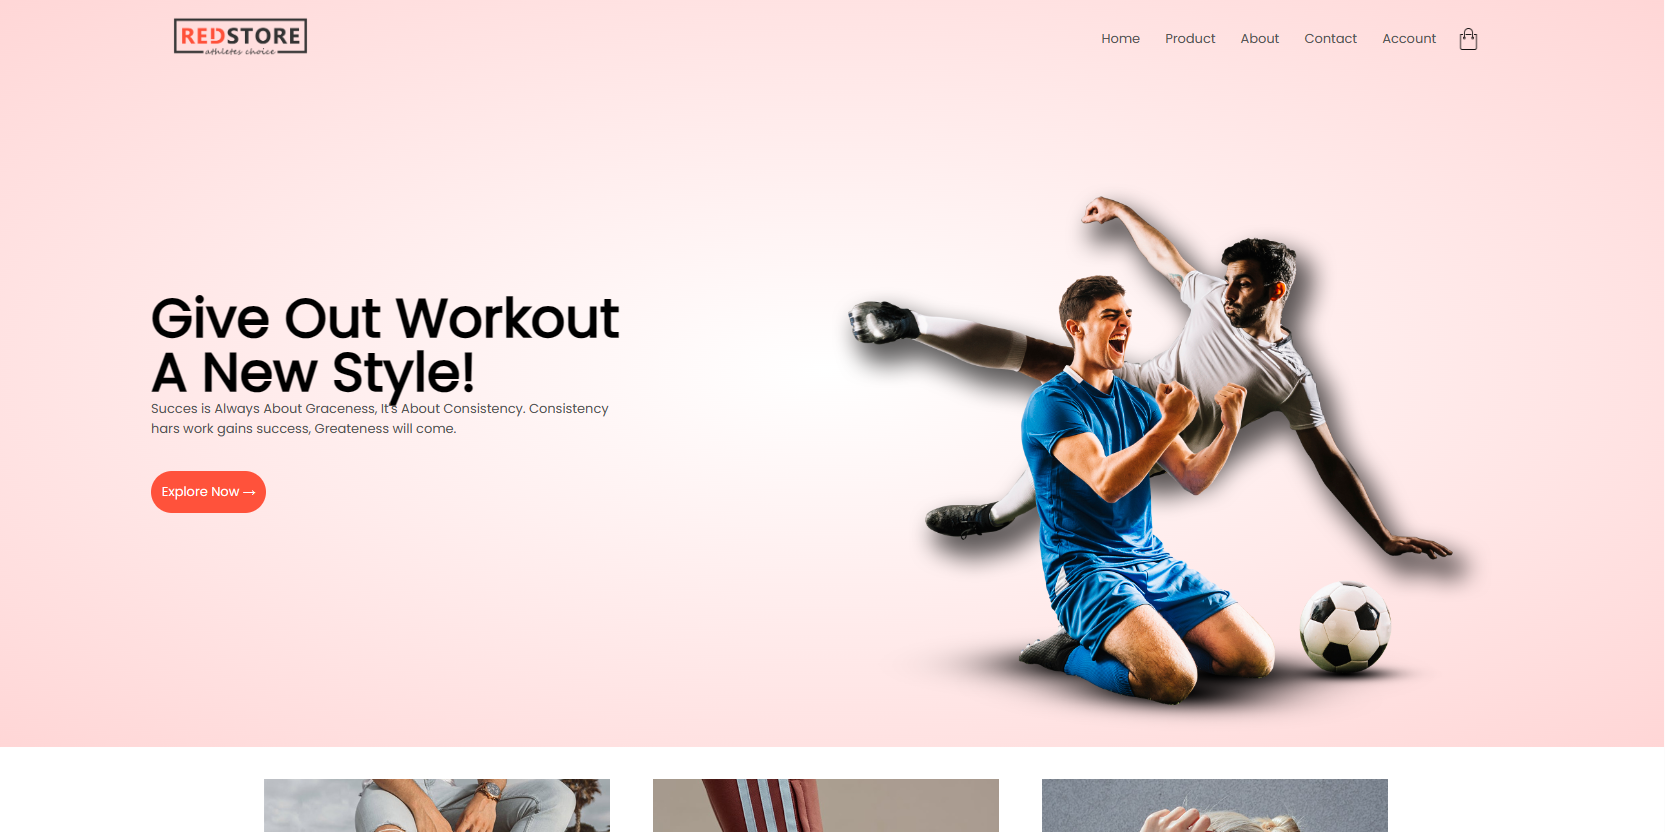 REDSTORE
athletes choice
Home Product About Contact Account
Give Out Workout
A New Style!
Succes is Always About Graceness, It's About Consistency. Consistency
hars work gains success, Greateness will come.
Explore Now →